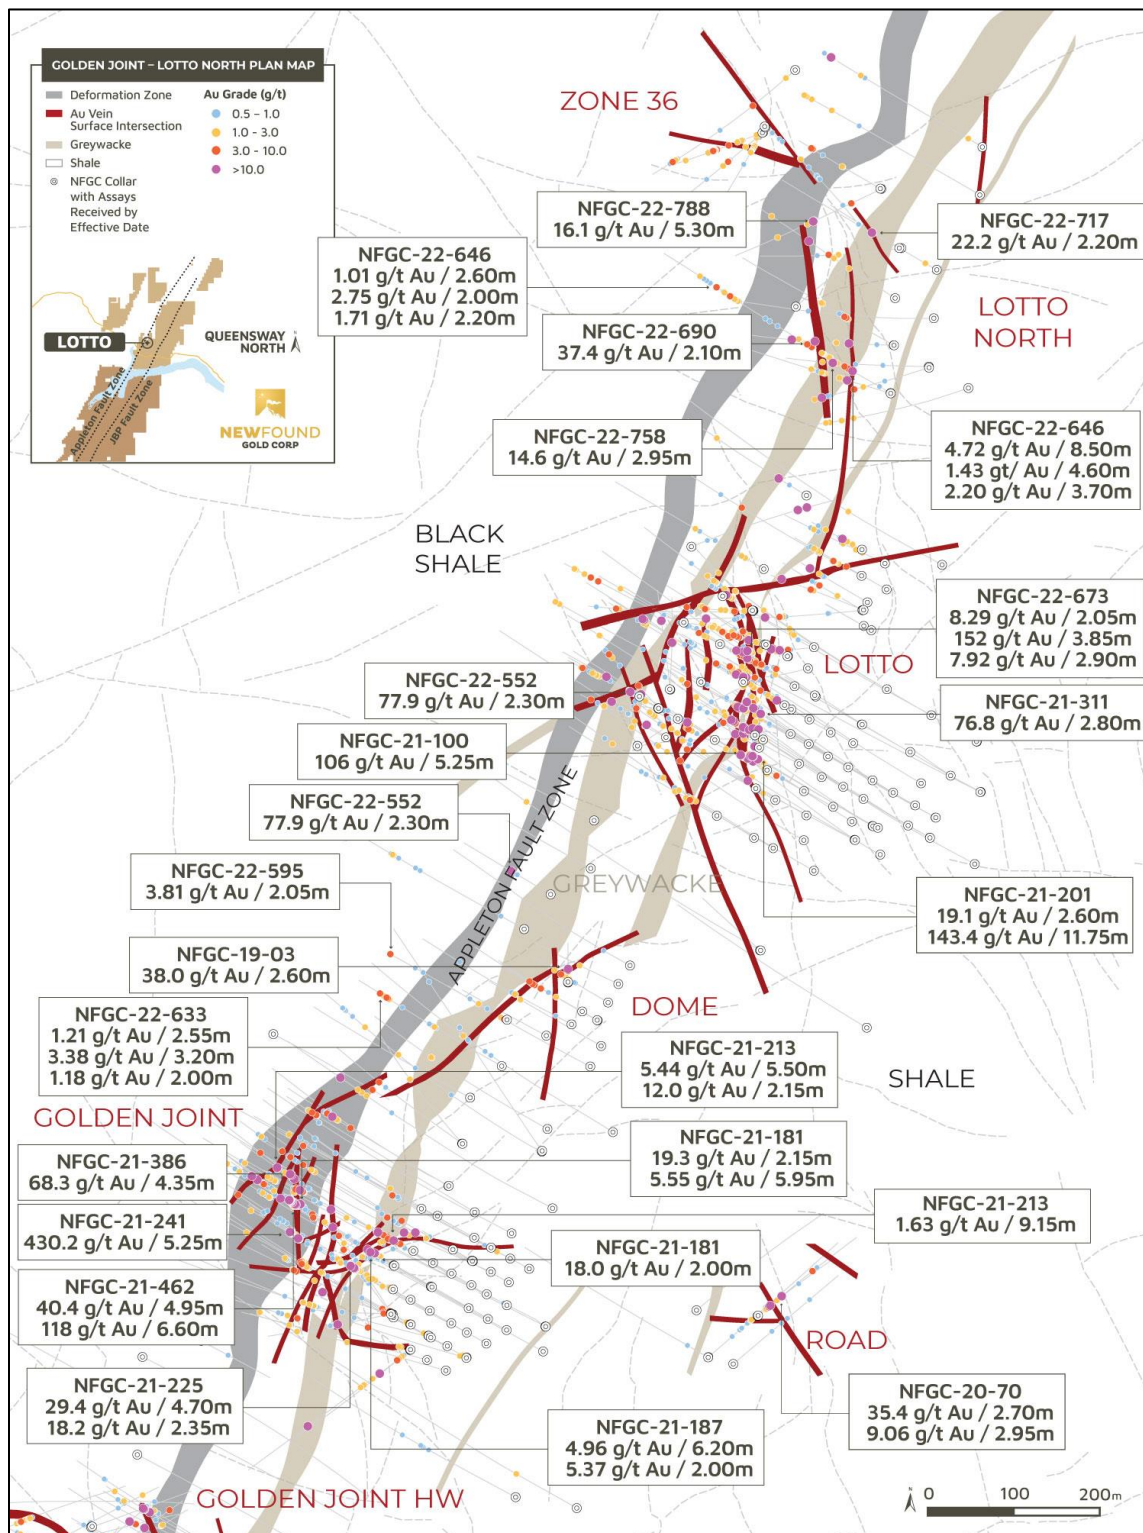 GOLDEN JOINT – LOTTO NORTH PLAN MAP
Deformation Zone
Au Vein
Surface Intersection
Greywacke
Shale
NFGC Collar
with Assays
Received by
Effective Date
Au Grade (g/t)
0.5 – 1.0
1.0 - 3.0
3.0 - 10.0
>10.0
LOTTO
QUEENSWAY
NORTH
N
Appleton Fault Zone
JBP Fault Zone
NEWFOUND
GOLD CORP
ZONE 36
NFGC-22-788
16.1 g/t Au / 5.30m
NFGC-22-717
22.2 g/t Au / 2.20m
NFGC-22-646
1.01 g/t Au / 2.60m
2.75 g/t Au / 2.00m
1.71 g/t Au / 2.20m
LOTTO
NORTH
NFGC-22-690
37.4 g/t Au / 2.10m
NFGC-22-758
14.6 g/t Au / 2.95m
NFGC-22-646
4.72 g/t Au / 8.50m
1.43 gt/ Au / 4.60m
2.20 g/t Au / 3.70m
BLACK
SHALE
NFGC-22-673
8.29 g/t Au / 2.05m
152 g/t Au / 3.85m
7.92 g/t Au / 2.90m
LOTTO
NFGC-22-552
77.9 g/t Au / 2.30m
NFGC-21-311
76.8 g/t Au / 2.80m
NFGC-21-100
106 g/t Au / 5.25m
NFGC-22-552
77.9 g/t Au / 2.30m
APPLETON FAULT ZONE
GREYWACKE
NFGC-22-595
3.81 g/t Au / 2.05m
NFGC-21-201
19.1 g/t Au / 2.60m
143.4 g/t Au / 11.75m
NFGC-19-03
38.0 g/t Au / 2.60m
DOME
NFGC-22-633
1.21 g/t Au / 2.55m
3.38 g/t Au / 3.20m
1.18 g/t Au / 2.00m
NFGC-21-213
5.44 g/t Au / 5.50m
12.0 g/t Au / 2.15m
SHALE
GOLDEN JOINT
NFGC-21-181
19.3 g/t Au / 2.15m
5.55 g/t Au / 5.95m
NFGC-21-386
68.3 g/t Au / 4.35m
NFGC-21-213
1.63 g/t Au / 9.15m
NFGC-21-241
430.2 g/t Au / 5.25m
NFGC-21-181
18.0 g/t Au / 2.00m
NFGC-21-462
40.4 g/t Au / 4.95m
118 g/t Au / 6.60m
ROAD
NFGC-21-225
29.4 g/t Au / 4.70m
18.2 g/t Au / 2.35m
NFGC-20-70
35.4 g/t Au / 2.70m
9.06 g/t Au / 2.95m
NFGC-21-187
4.96 g/t Au / 6.20m
5.37 g/t Au / 2.00m
GOLDEN JOINT HW
N
0 100 200m